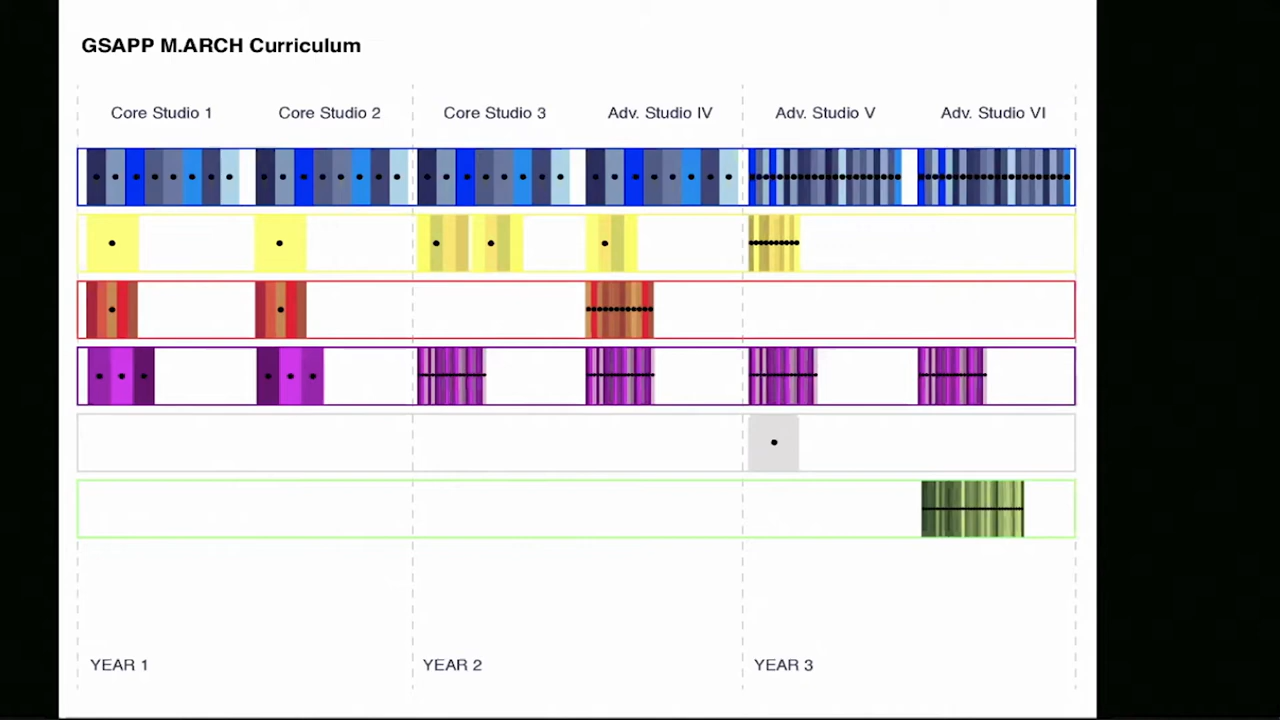 GSAPP M.ARCH Curriculum
Core Studio 1 Core Studio 2 Core Studio 3 Adv. Studio IV Adv. Studio V Adv. Studio VI
YEAR 1 YEAR 2 YEAR 3